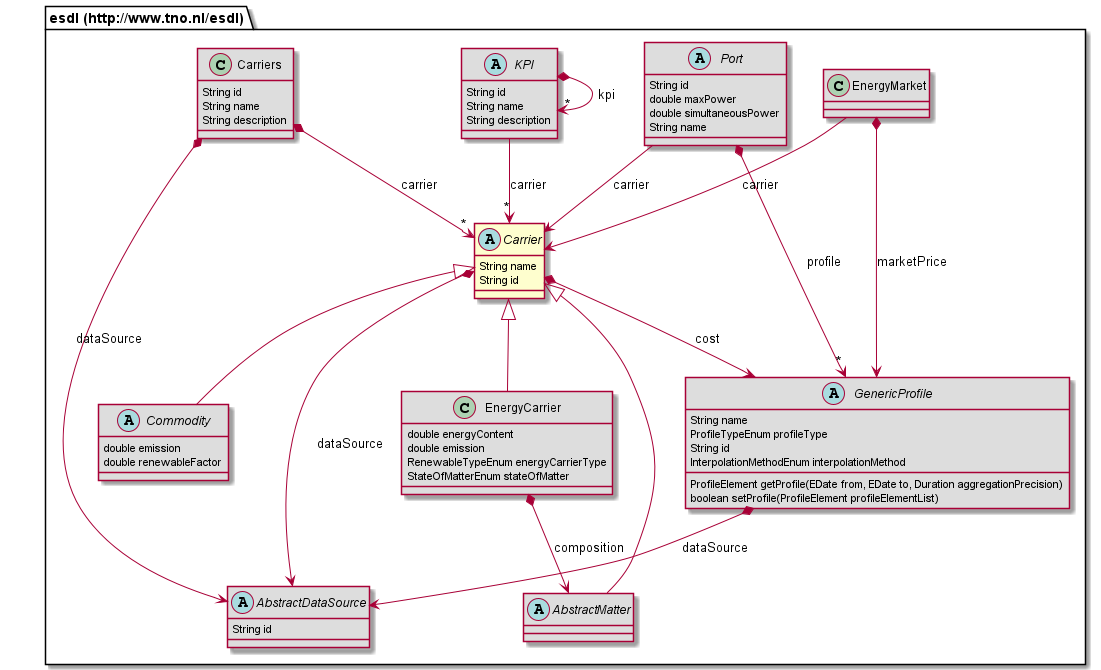 esdl (http://www.tno.nl/esdl)
C Carriers
String id
String name
String description
A KPI
String id
String name
String description
kpi
*
A Port
String id
double maxPower
double simultaneousPower
String name
C EnergyMarket
carrier
carrier
carrier
carrier
*
*
A Carrier
String name
String id
profile
marketPrice
dataSource
cost
*
A Commodity
double emission
double renewableFactor
dataSource
C EnergyCarrier
double energyContent
double emission
RenewableTypeEnum energyCarrierType
StateOfMatterEnum stateOfMatter
A GenericProfile
String name
ProfileTypeEnum profileType
String id
InterpolationMethodEnum interpolationMethod
ProfileElement getProfile(EDate from, EDate to, Duration aggregationPrecision)
boolean setProfile(ProfileElement profileElementList)
composition
dataSource
A AbstractDataSource
String id
A AbstractMatter